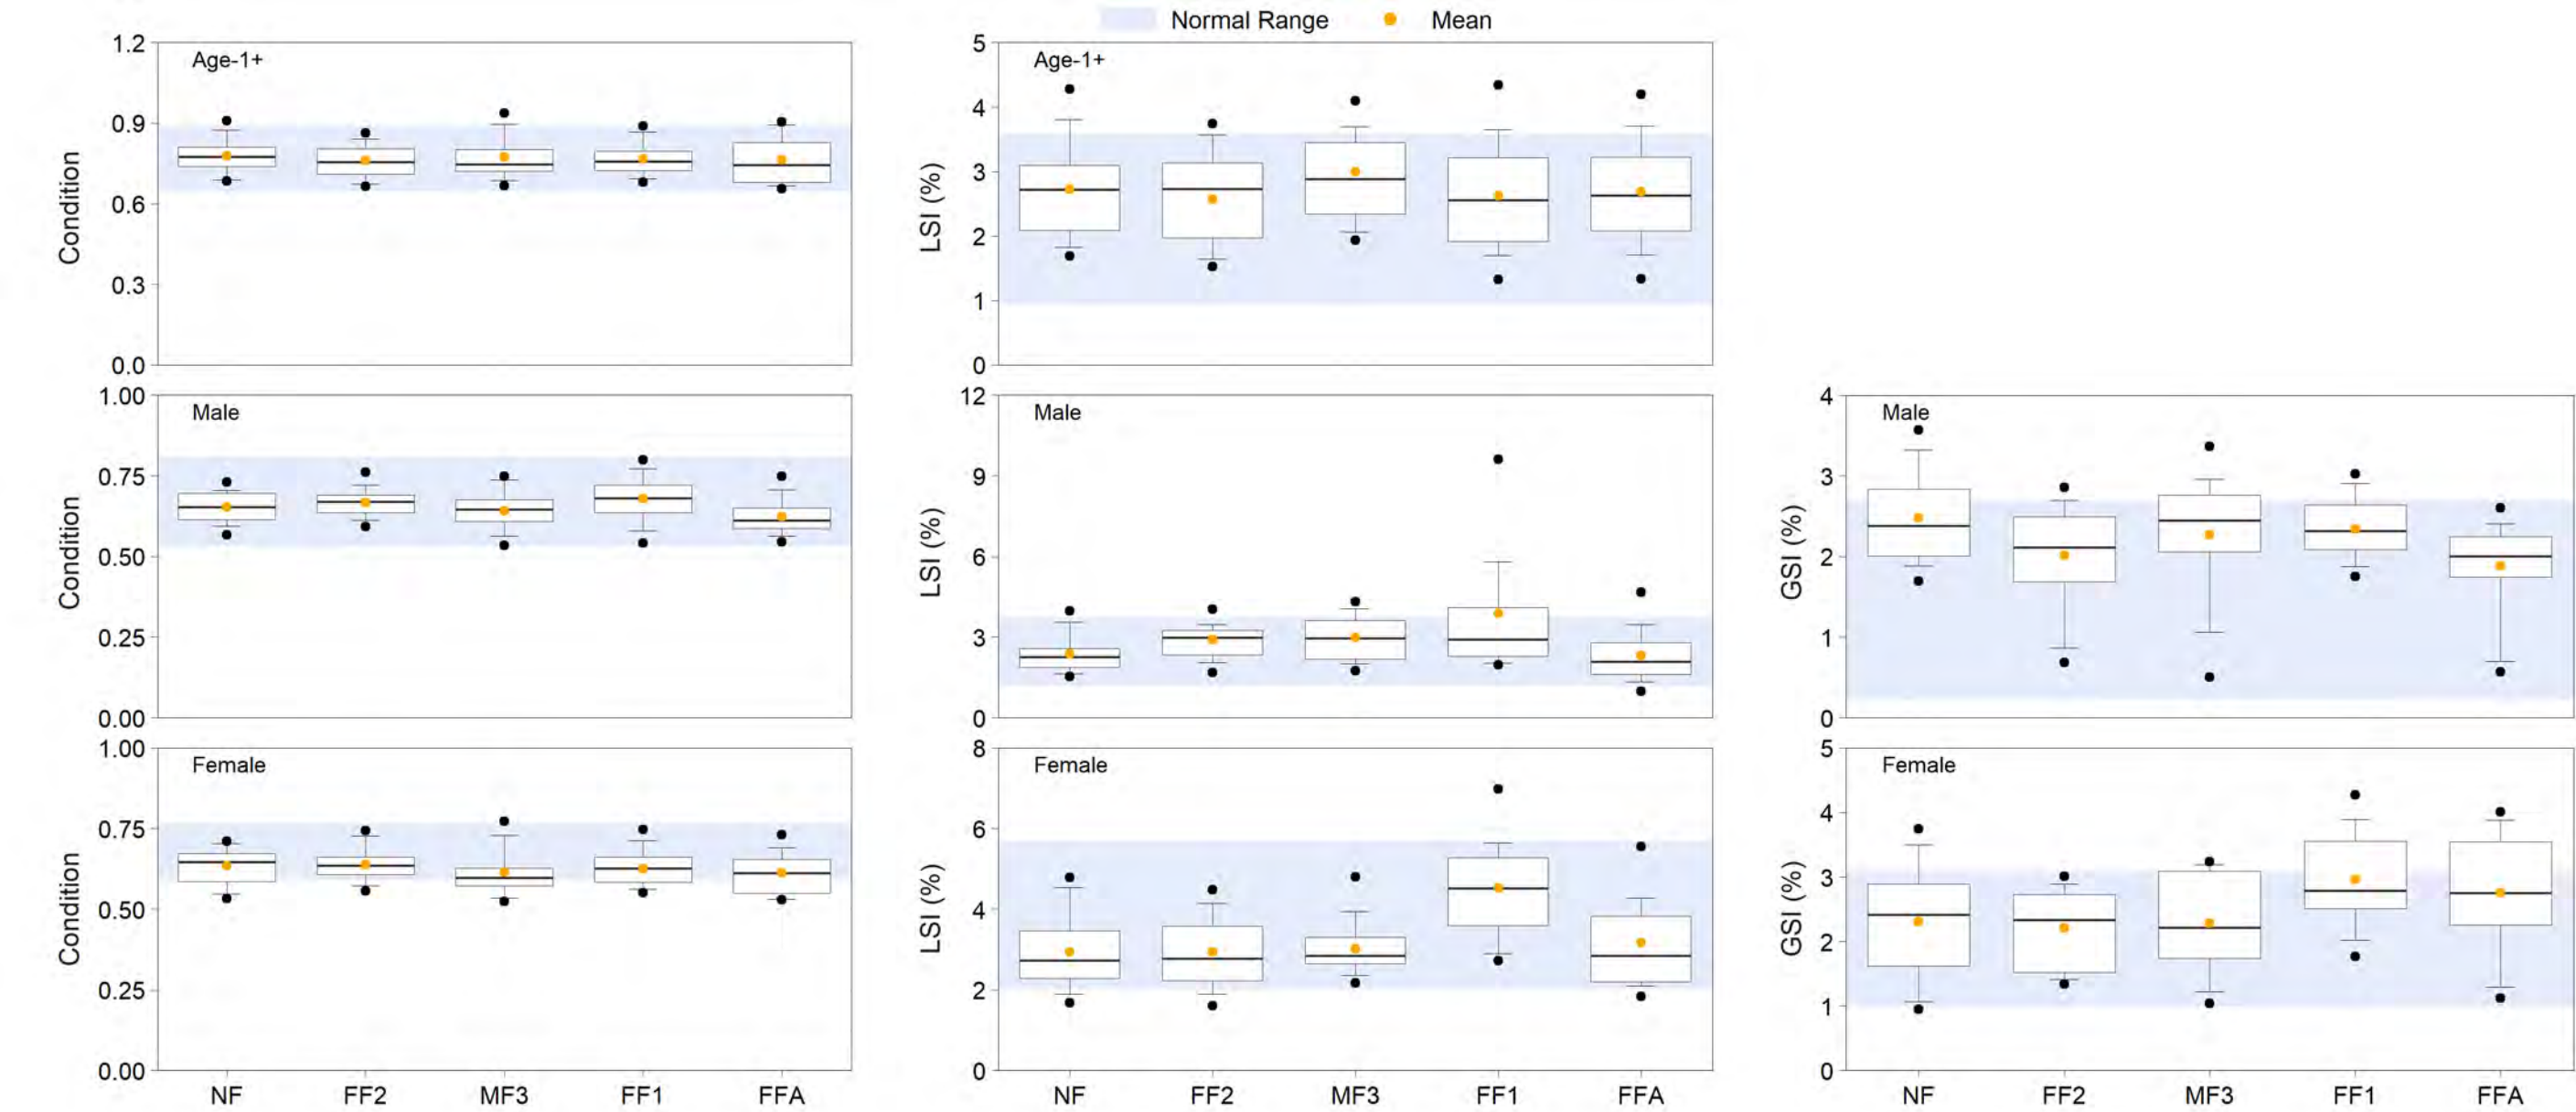 Normal Range Mean
Age-1+
1.2
0.9
0.6
0.3
0.0
Condition
Age-1+
5
4
3
2
1
0
LSI (%)
Male
1.00
0.75
0.50
0.25
0.00
Condition
Male
12
9
6
3
0
LSI (%)
Male
4
3
2
1
0
GSI (%)
Female
1.00
0.75
0.50
0.25
0.00
Condition
NF FF2 MF3 FF1 FFA
Female
8
6
4
2
0
LSI (%)
NF FF2 MF3 FF1 FFA
Female
5
4
3
2
1
0
GSI (%)
NF FF2 MF3 FF1 FFA